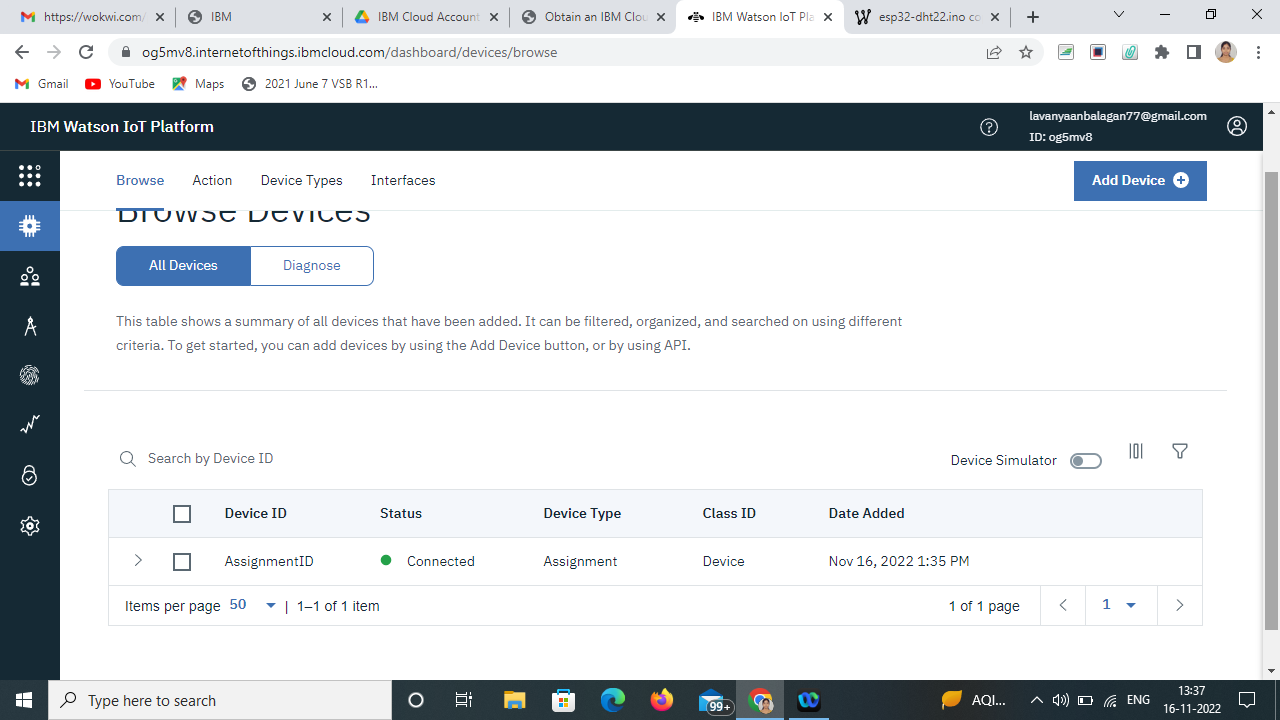 https://wokwi.com/
IBM
IBM Cloud Account
Obtain an IBM Clou
IBM Watson IoT Pla
esp32-dht22.ino co
og5mv8.internetofthings.ibmcloud.com/dashboard/devices/browse
Gmail
YouTube
Maps
2021 June 7 VSB R1...
IBM Watson IoT Platform
lavanyaanbalagan77@gmail.com
ID: og5mv8
Browse
Action
Device Types
Interfaces
Add Device
Browse Devices
All Devices
Diagnose
This table shows a summary of all devices that have been added. It can be filtered, organized, and searched on using different
criteria. To get started, you can add devices by using the Add Device button, or by using API.
Search by Device ID
Device Simulator
Device ID Status Device Type Class ID Date Added
AssignmentID Connected Assignment Device Nov 16, 2022 1:35 PM
Items per page 50 | 1–1 of 1 item
1 of 1 page
1
Type here to search
99+
AQI...
ENG
13:37
16-11-2022